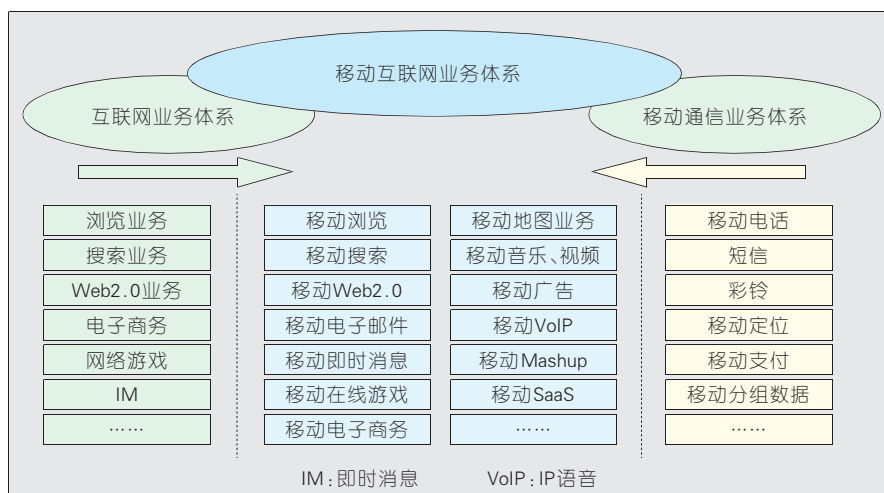 移动互联网业务体系
互联网业务体系
移动通信业务体系
浏览业务
搜索业务
Web2.0业务
电子商务
网络游戏
IM
……
移动浏览
移动搜索
移动Web2.0
移动电子邮件
移动即时消息
移动在线游戏
移动电子商务
移动地图业务
移动音乐、视频
移动广告
移动VoIP
移动Mashup
移动SaaS
……
移动电话
短信
彩铃
移动定位
移动支付
移动分组数据
……
IM:即时消息 VoIP:IP语音